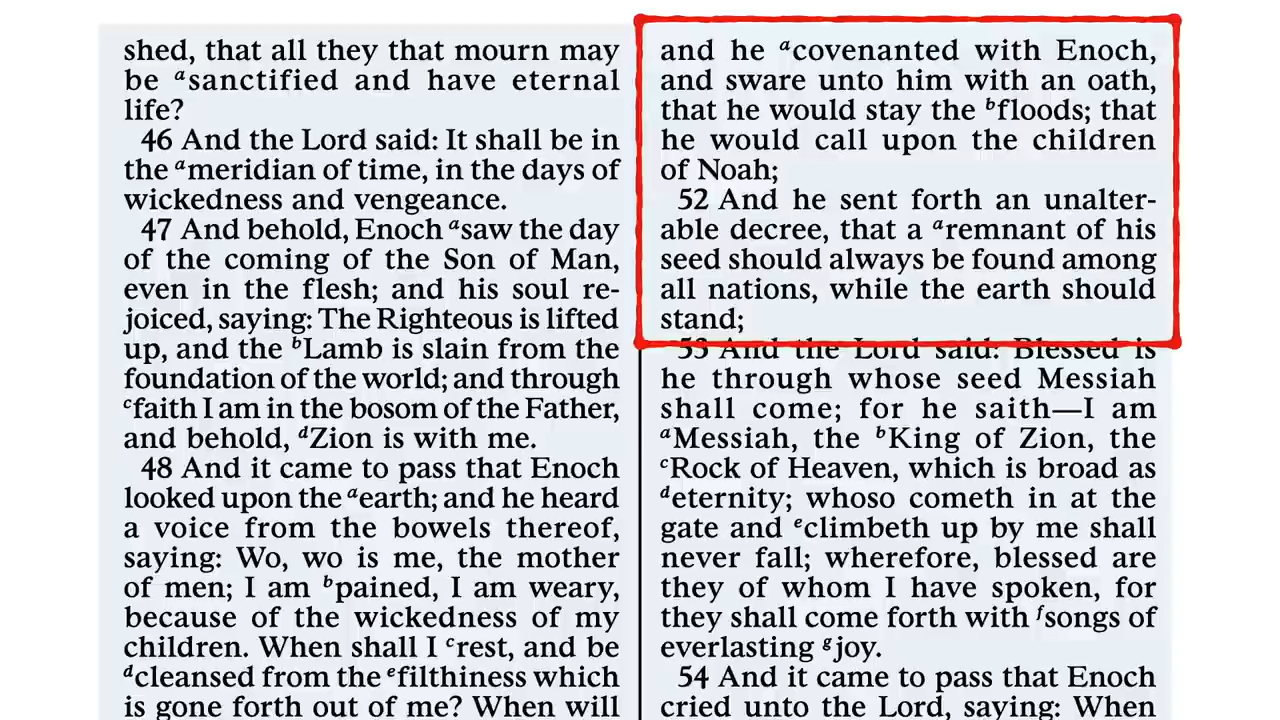 shed, that all they that mourn may
be ᵃsanctified and have eternal
life?
46 And the Lord said: It shall be in
the ᵃmeridian of time, in the days of
wickedness and vengeance.
47 And behold, Enoch ᵃsaw the day
of the coming of the Son of Man,
even in the flesh; and his soul re-
joiced, saying: The Righteous is lifted
up, and the ᵇLamb is slain from the
foundation of the world; and through
ᶜfaith I am in the bosom of the Father,
and behold, ᵈZion is with me.
48 And it came to pass that Enoch
looked upon the ᵃearth; and he heard
a voice from the bowels thereof,
saying: Wo, wo is me, the mother
of men; I am ᵇpained, I am weary,
because of the wickedness of my
children. When shall I ᶜrest, and be
ᵈcleansed from the ᵉfilthiness which
is gone forth out of me? When will
and he ᵃcovenanted with Enoch,
and sware unto him with an oath,
that he would stay the ᵇfloods; that
he would call upon the children
of Noah;
52 And he sent forth an unalter-
able decree, that a ᵃremnant of his
seed should always be found among
all nations, while the earth should
stand;
53 And the Lord said: Blessed is
he through whose seed Messiah
shall come; for he saith—I am
ᵃMessiah, the ᵇKing of Zion, the
ᶜRock of Heaven, which is broad as
ᵈeternity; whoso cometh in at the
gate and ᵉclimbeth up by me shall
never fall; wherefore, blessed are
they of whom I have spoken, for
they shall come forth with ᶠsongs of
everlasting ᵍjoy.
54 And it came to pass that Enoch
cried unto the Lord, saying: When